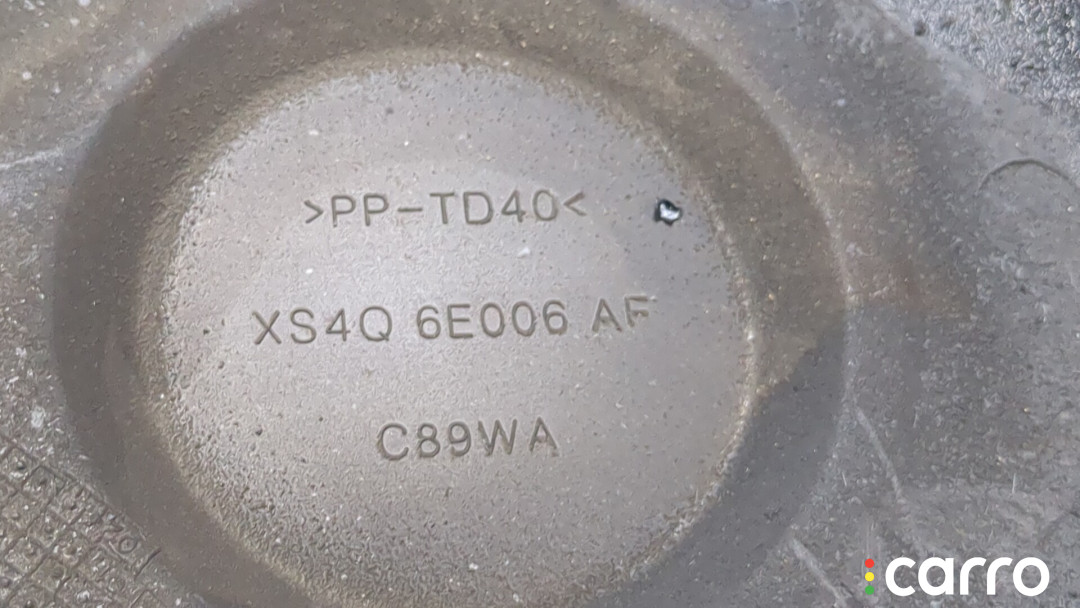 >PP-TD40<
XS4Q 6E006 AF
C89WA
carro